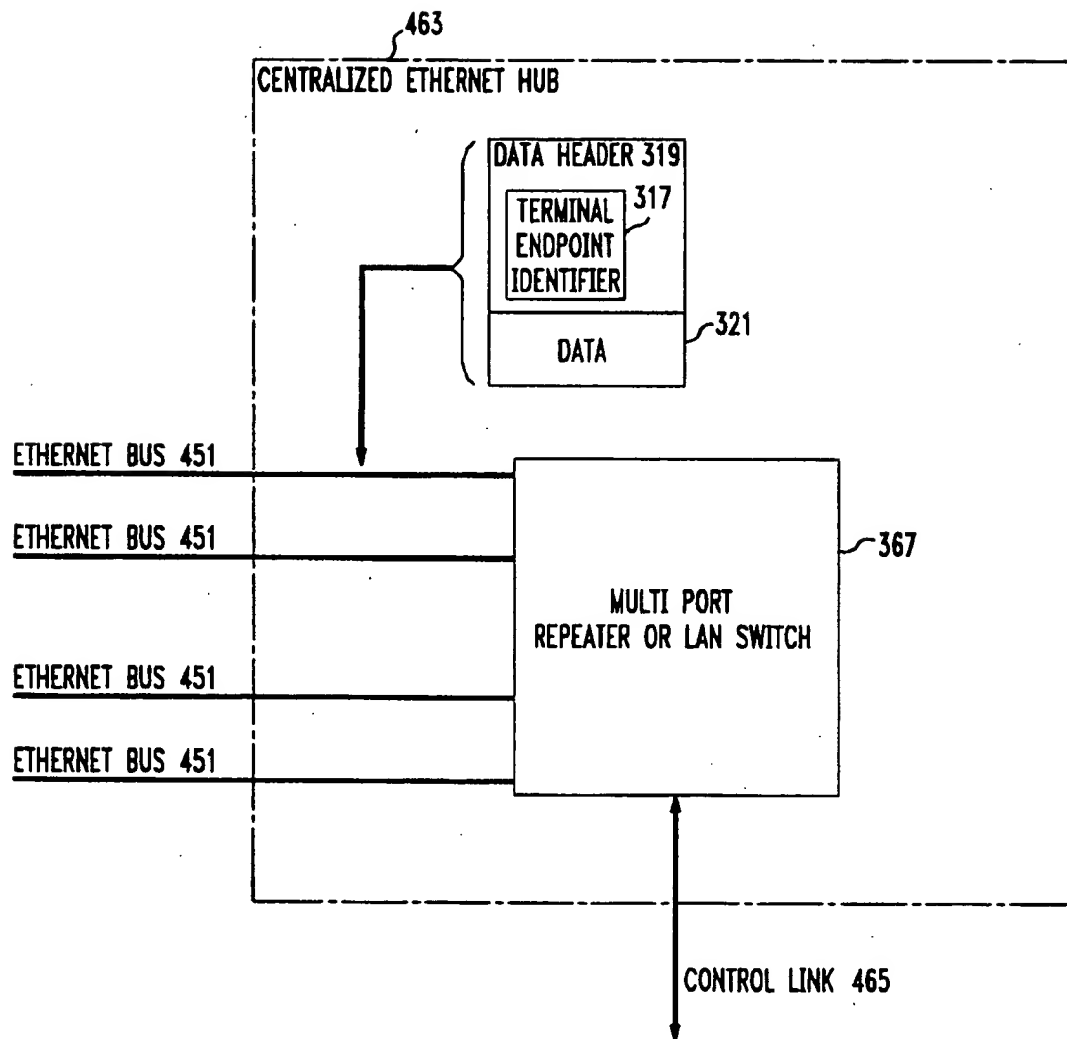 463
CENTRALIZED ETHERNET HUB
DATA HEADER 319
317
TERMINAL
ENDPOINT
IDENTIFIER
321
DATA
ETHERNET BUS 451
ETHERNET BUS 451
367
MULTI PORT
REPEATER OR LAN SWITCH
ETHERNET BUS 451
ETHERNET BUS 451
CONTROL LINK 465